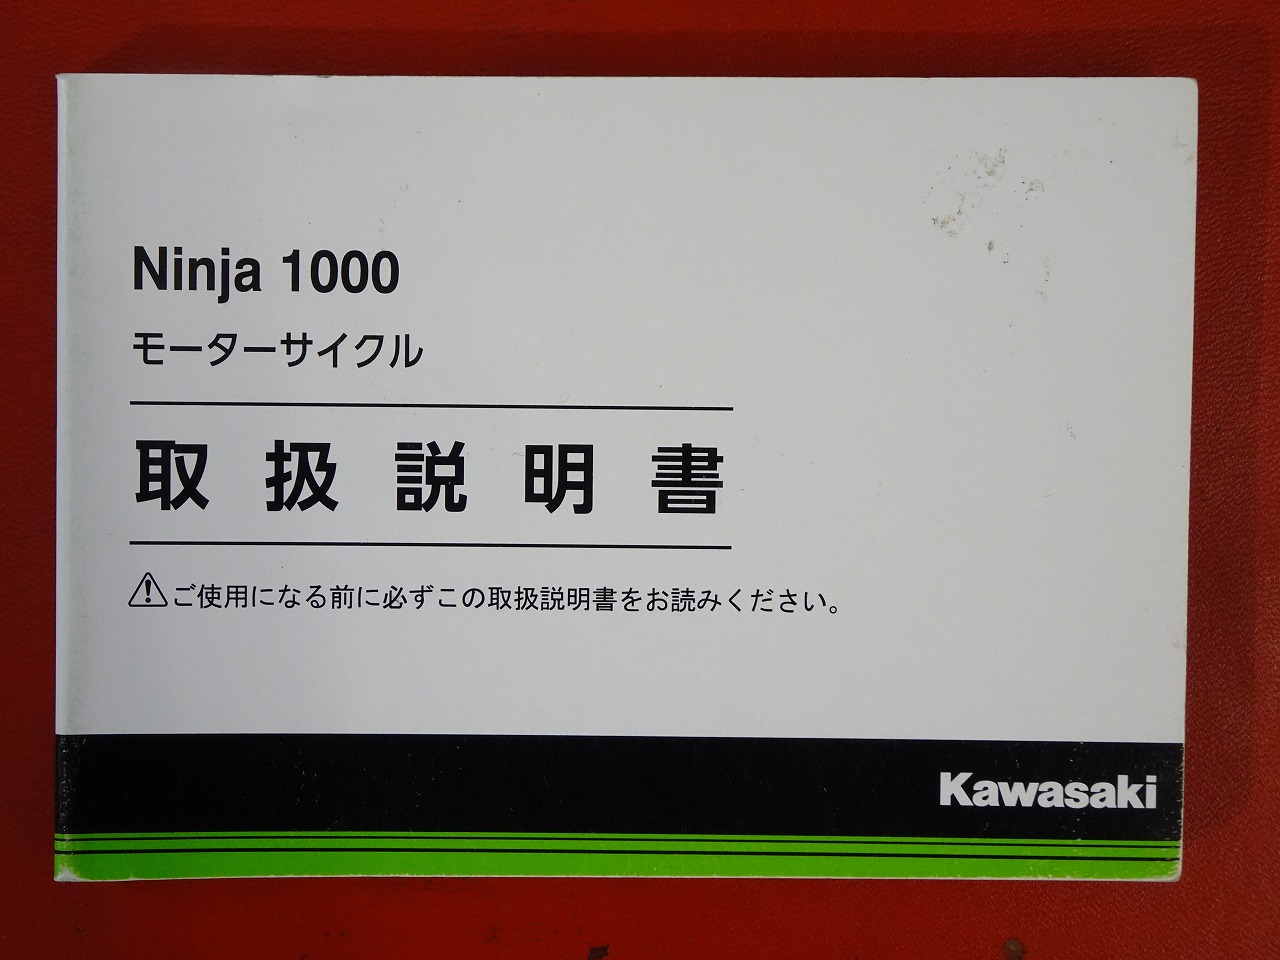 Ninja 1000
モーターサイクル
取扱説明書
ご使用になる前に必ずこの取扱説明書をお読みください。
Kawasaki